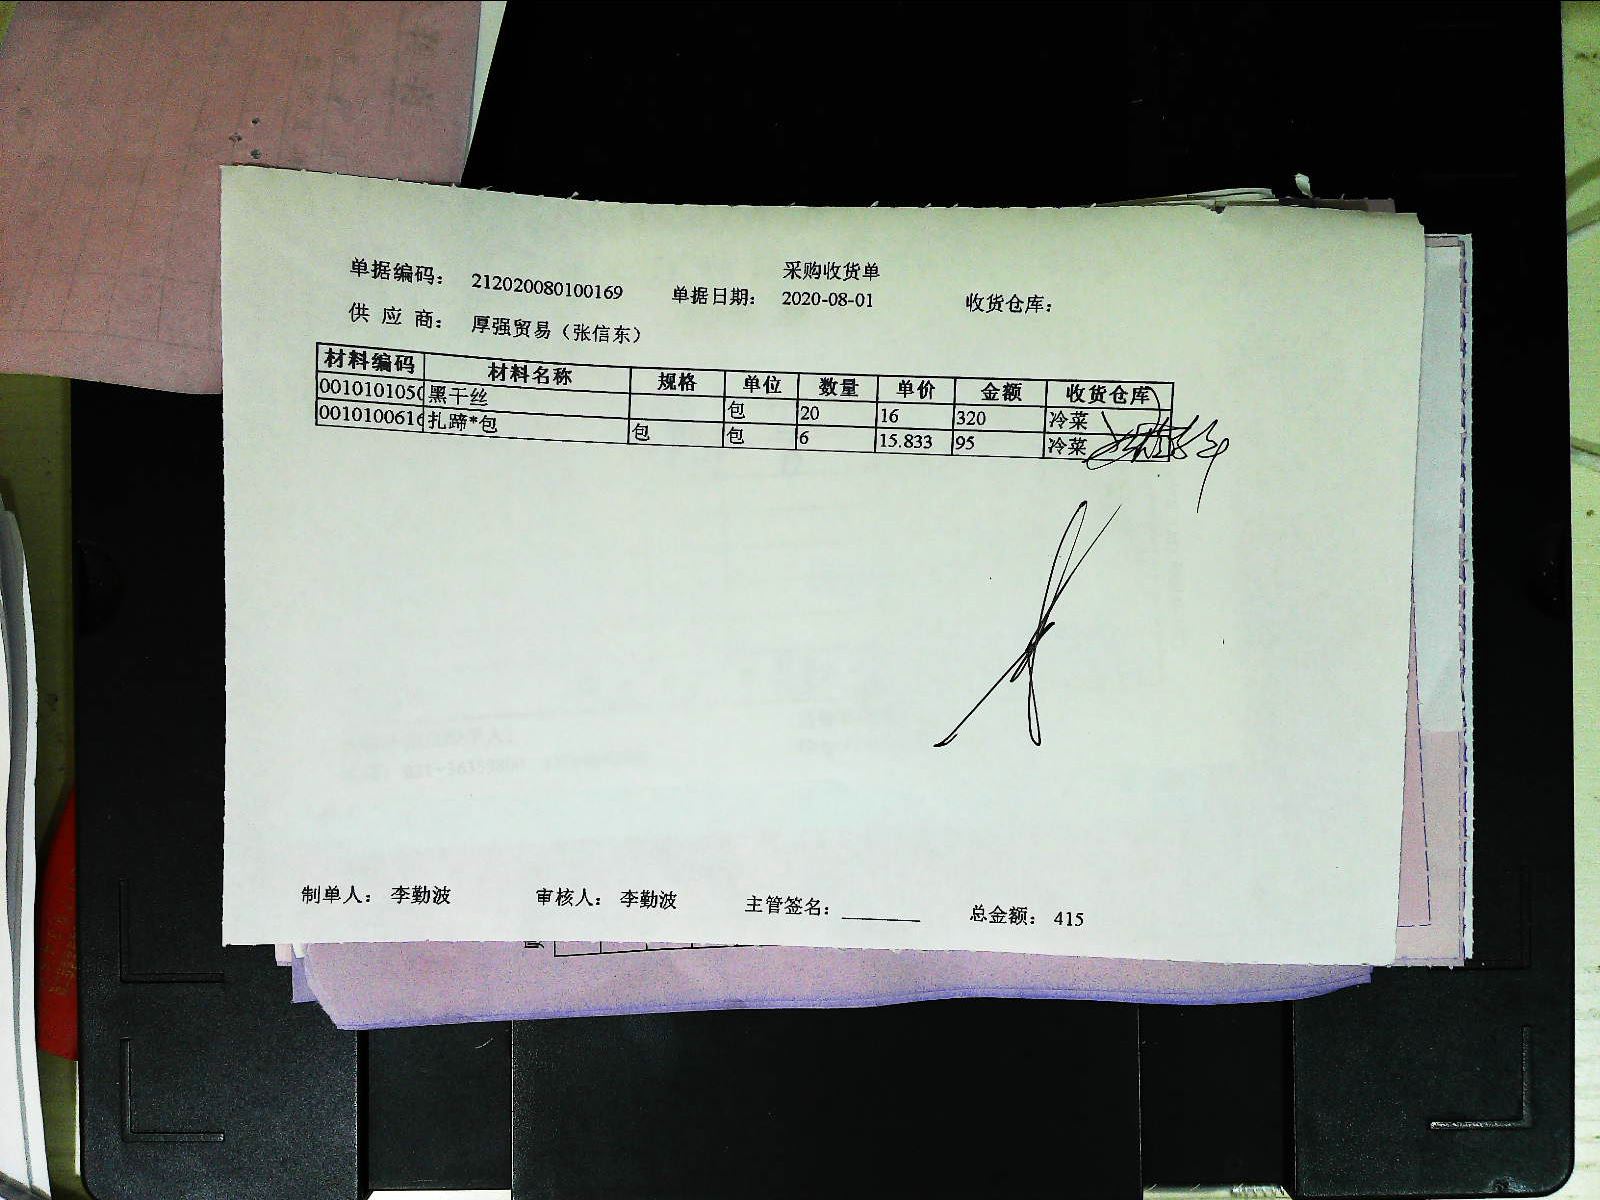 采购收货单
单据编码： 212020080100169 单据日期： 2020-08-01 收货仓库：
供 应 商： 厚强贸易（张信东）
材料编码 材料名称 规格 单位 数量 单价 金额 收货仓库
001010105 黑干丝 包 20 16 320 冷菜
001010061 扎蹄*包 包 包 6 15.833 95 冷菜
制单人： 李勤波 审核人： 李勤波 主管签名： 总金额： 415